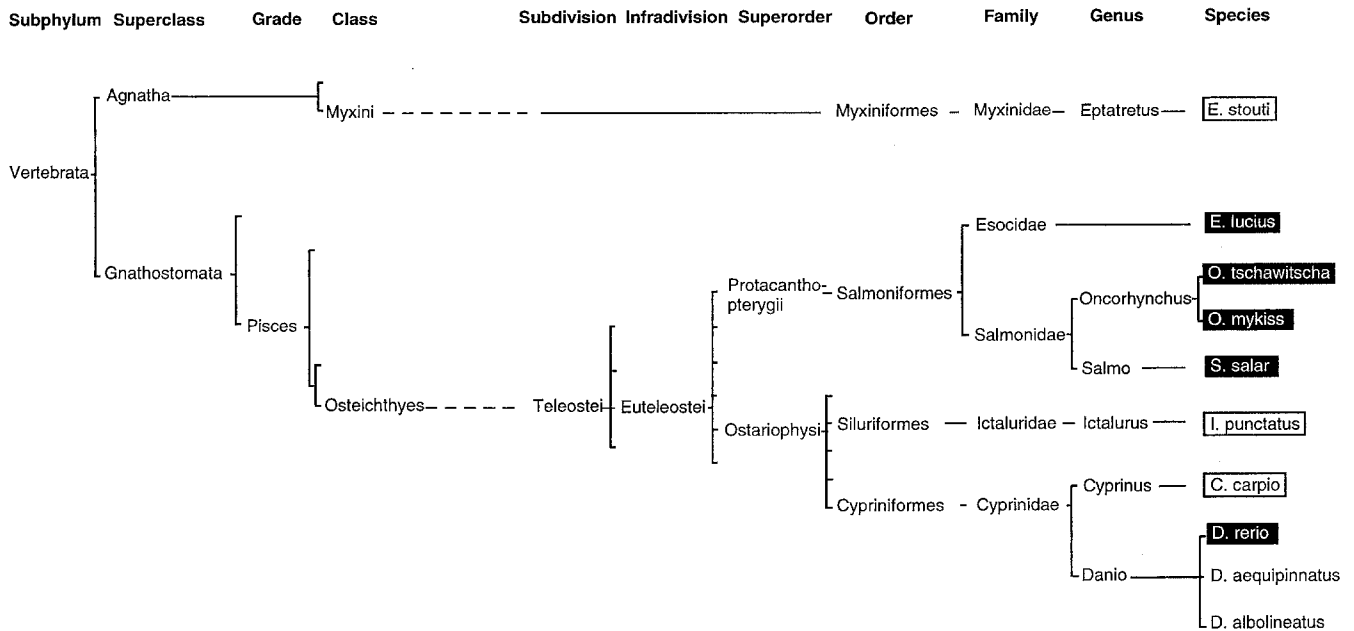 Subphylum Superclass Grade Class Subdivision Infradivision Superorder Order Family Genus Species
Agnatha
Myxini Myxiniformes Myxinidae Eptatretus E. stouti
Vertebrata
Esocidae E. lucius
Gnathostomata
Protacantho-
pterygii
Salmoniformes
Oncorhynchus
O. tschawitscha
O. mykiss
Pisces
Salmonidae
Salmo S. salar
Osteichthyes Teleostei Euteleostei
Ostariophysi
Siluriformes Ictaluridae Ictalurus I. punctatus
Cyprinus C. carpio
Cypriniformes Cyprinidae
D. rerio
Danio D. aequipinnatus
D. albolineatus